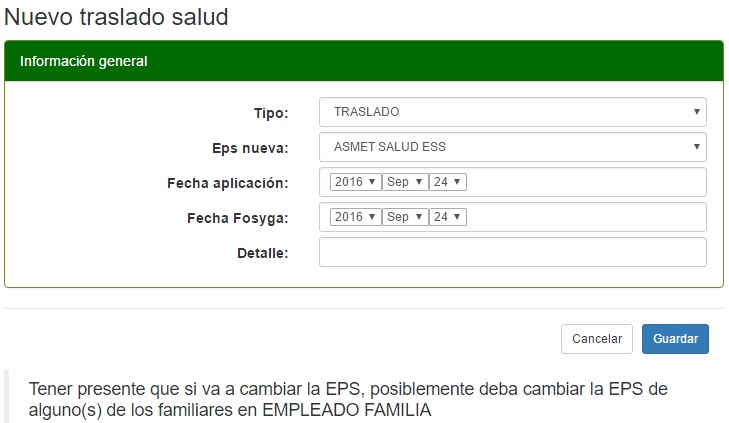 Nuevo traslado salud
Información general
Tipo: TRASLADO
Eps nueva: ASMET SALUD ESS
Fecha aplicación: 2016 Sep 24
Fecha Fosyga: 2016 Sep 24
Detalle:
Cancelar Guardar
Tener presente que si va a cambiar la EPS, posiblemente deba cambiar la EPS de
alguno(s) de los familiares en EMPLEADO FAMILIA